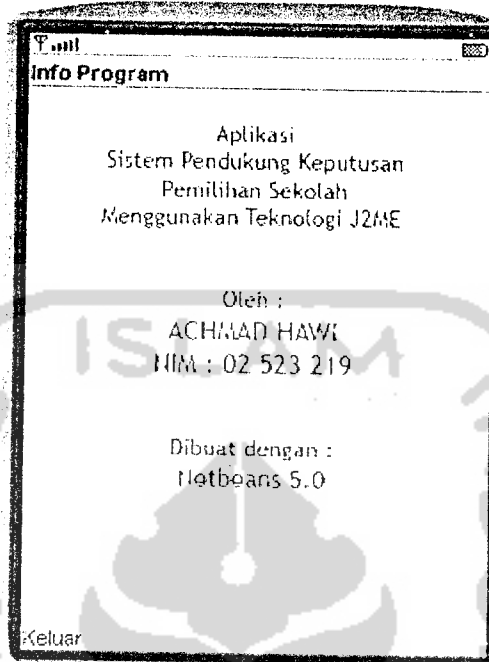 Info Program
Aplikasi
Sistem Pendukung Keputusan
Pemilihan Sekolah
Menggunakan Teknologi J2ME
Oleh :
ACHMAD HAWI
NIM : 02 523 219
Dibuat dengan :
Netbeans 5.0
Keluar
ISLAM